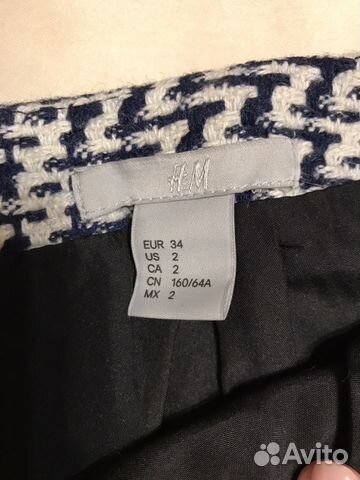 H&M
EUR 34
US 2
CA 2
CN 160/64A
MX 2
Avito